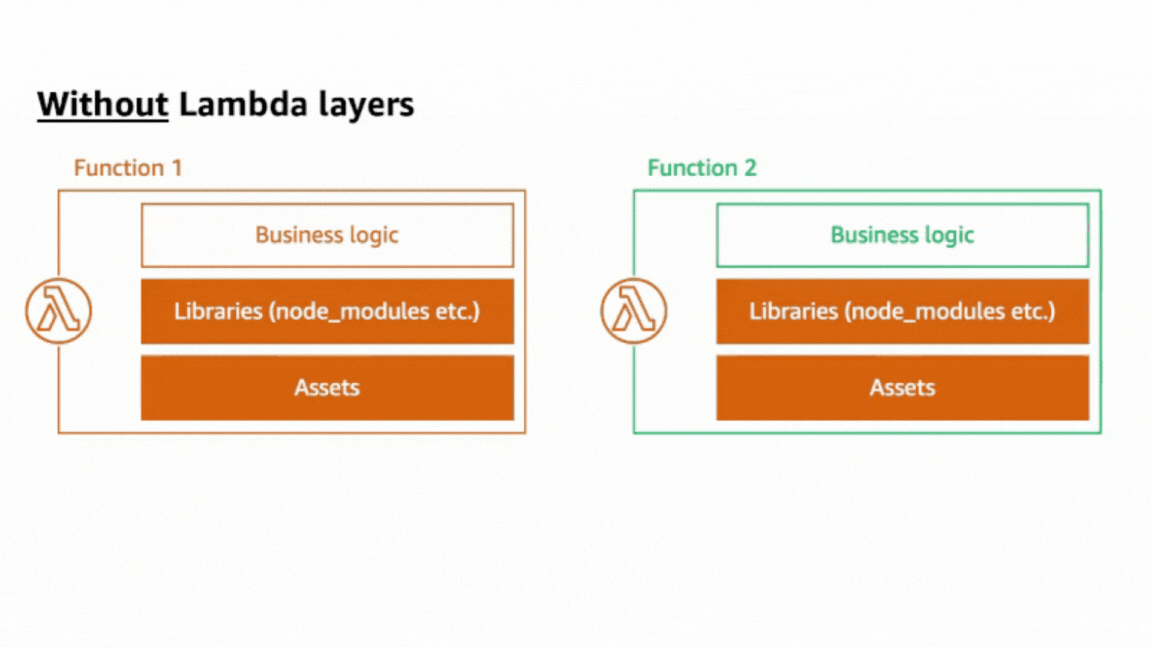 Without Lambda layers
Function 1
Business logic
Libraries (node_modules etc.)
Assets
Function 2
Business logic
Libraries (node_modules etc.)
Assets